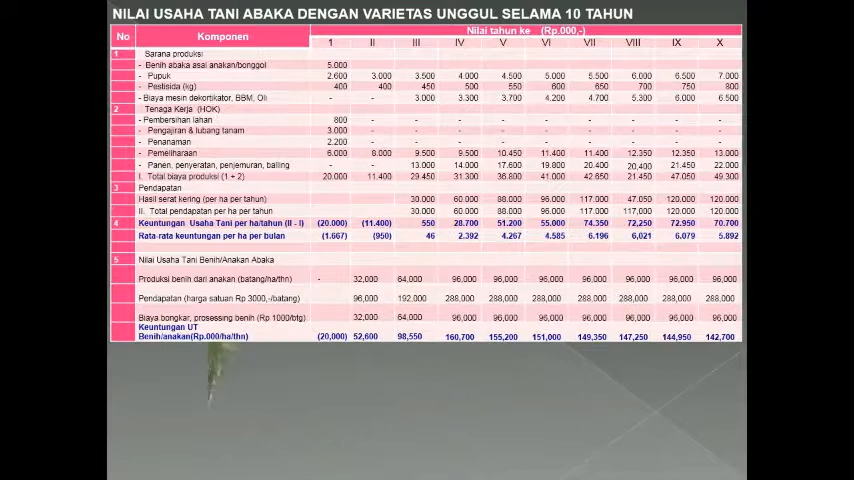 NILAI USAHA TANI ABAKA DENGAN VARIETAS UNGGUL SELAMA 10 TAHUN
No Komponen Nilai tahun ke (Rp.000,-)
1 II III IV V VI VII VIII IX X
1 Sarana produksi
- Benih abaka asal anakan/bonggol 5.000
- Pupuk 2.600 3.000 3.500 4.000 4.500 5.000 5.500 6.000 6.500 7.000
- Pestisida (kg) 400 400 450 500 550 600 650 700 750 800
- Biaya mesin dekortikator, BBM, Oli - - 3.000 3.300 3.700 4.200 4.700 5.300 6.000 6.500
2 Tenaga Kerja (HOK)
- Pembersihan lahan 800 - - - - - - - - -
- Pengajiran & lubang tanam 3.000 - - - - - - - - -
- Penanaman 2.200 - - - - - - - - -
- Pemeliharaan 6.000 8.000 9.500 9.500 10.450 11.400 11.400 12.350 12.350 13.000
- Panen, penyeratan, penjemuran, balling - - 13.000 14.000 17.600 19.800 20.400 20,400 21.450 22.000
I. Total biaya produksi (1 + 2) 20.000 11.400 29.450 31.300 36.800 41.000 42.650 21.450 47.050 49.300
3 Pendapatan
Hasil serat kering (per ha per tahun) 30.000 60.000 88.000 96.000 117.000 47.050 120.000 120.000
II. Total pendapatan per ha per tahun 30.000 60.000 88.000 96.000 117.000 117,000 120.000 120.000
4 Keuntungan Usaha Tani per ha/tahun (II - I) (20.000) (11.400) 550 28.700 51.200 55.000 74.350 72,250 72.950 70.700
Rata-rata keuntungan per ha per bulan (1.667) (950) 46 2.392 4.267 4.585 6.196 6,021 6.079 5.892
5 Nilai Usaha Tani Benih/Anakan Abaka
Produksi benih dari anakan (batang/ha/thn) - 32,000 64,000 96,000 96,000 96,000 96,000 96,000 96,000 96,000
Pendapatan (harga satuan Rp 3000,-/batang) 96,000 192,000 288,000 288,000 288,000 288,000 288,000 288,000 288,000
Biaya bongkar, prosessing benih (Rp 1000/btg) 32,000 64,000 96,000 96,000 96,000 96,000 96,000 96,000 96,000
Keuntungan UT
Benih/anakan(Rp.000/ha/thn) (20,000) 52,600 98,550 160,700 155,200 151,000 149,350 147,250 144,950 142,700